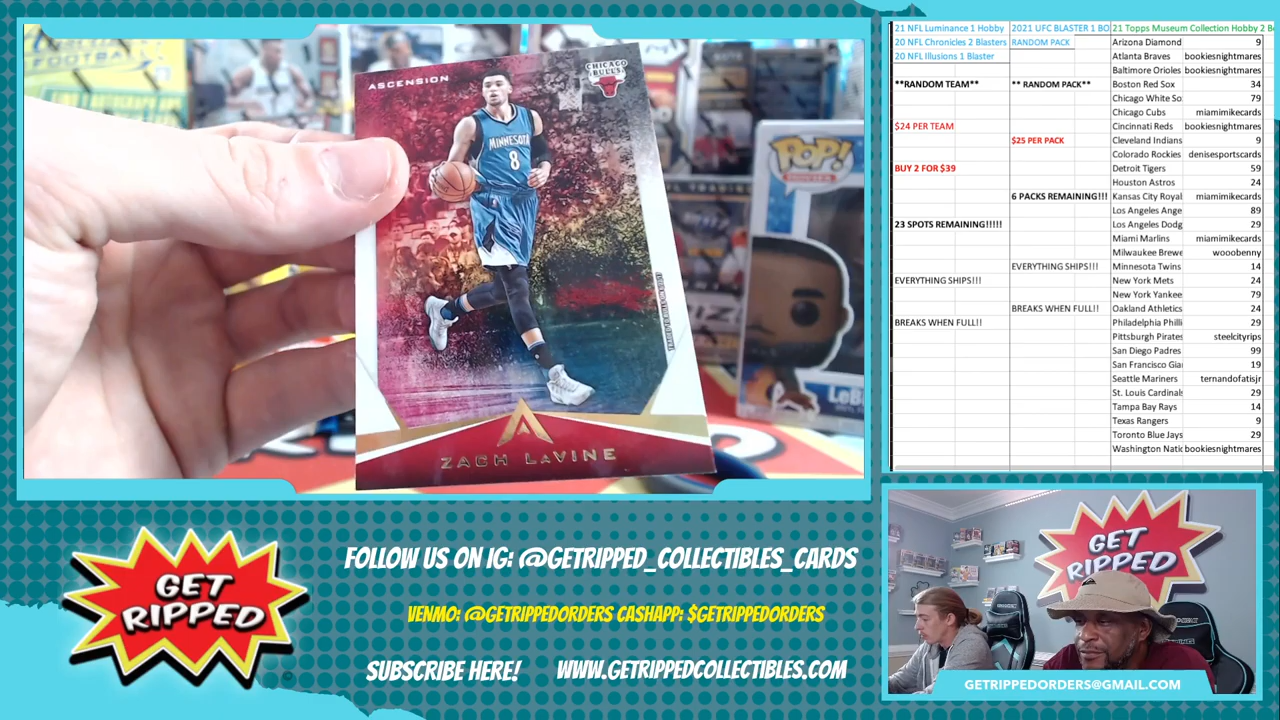 ASCENSION
CHICAGO
BULLS
MINNESOTA
8
ZACH LAVINE
POP!
LeB
21 NFL Luminance 1 Hobby
20 NFL Chronicles 2 Blasters
20 NFL Illusions 1 Blaster
**RANDOM TEAM**
$24 PER TEAM
BUY 2 FOR $39
23 SPOTS REMAINING!!!!!
EVERYTHING SHIPS!!!
BREAKS WHEN FULL!!
2021 UFC BLASTER 1 BO
RANDOM PACK
** RANDOM PACK**
$25 PER PACK
6 PACKS REMAINING!!!
EVERYTHING SHIPS!!!
BREAKS WHEN FULL!!
21 Topps Museum Collection Hobby 2 B
Arizona Diamond 9
Atlanta Braves bookiesnightmares
Baltimore Orioles bookiesnightmares
Boston Red Sox 34
Chicago White So 79
Chicago Cubs miamimikecards
Cincinnati Reds bookiesnightmares
Cleveland Indians 9
Colorado Rockies denisesportscards
Detroit Tigers 59
Houston Astros 24
Kansas City Royal miamimikecards
Los Angeles Ange 89
Los Angeles Dodg 29
Miami Marlins miamimikecards
Milwaukee Brewe wooobenny
Minnesota Twins 14
New York Mets 24
New York Yankee 79
Oakland Athletics 24
Philadelphia Philli 29
Pittsburgh Pirates steelcityrips
San Diego Padres 99
San Francisco Gia 19
Seattle Mariners ternandofatisjr
St. Louis Cardinals 29
Tampa Bay Rays 14
Texas Rangers 9
Toronto Blue Jays 29
Washington Natic bookiesnightmares
GET
RIPPED
FOLLOW US ON IG: @GETRIPPED_COLLECTIBLES_CARDS
VENMO: @GETRIPPEDORDERS CASHAPP: $GETRIPPEDORDERS
SUBSCRIBE HERE! WWW.GETRIPPEDCOLLECTIBLES.COM
GET
RIPPED
GETRIPPEDORDERS@GMAIL.COM